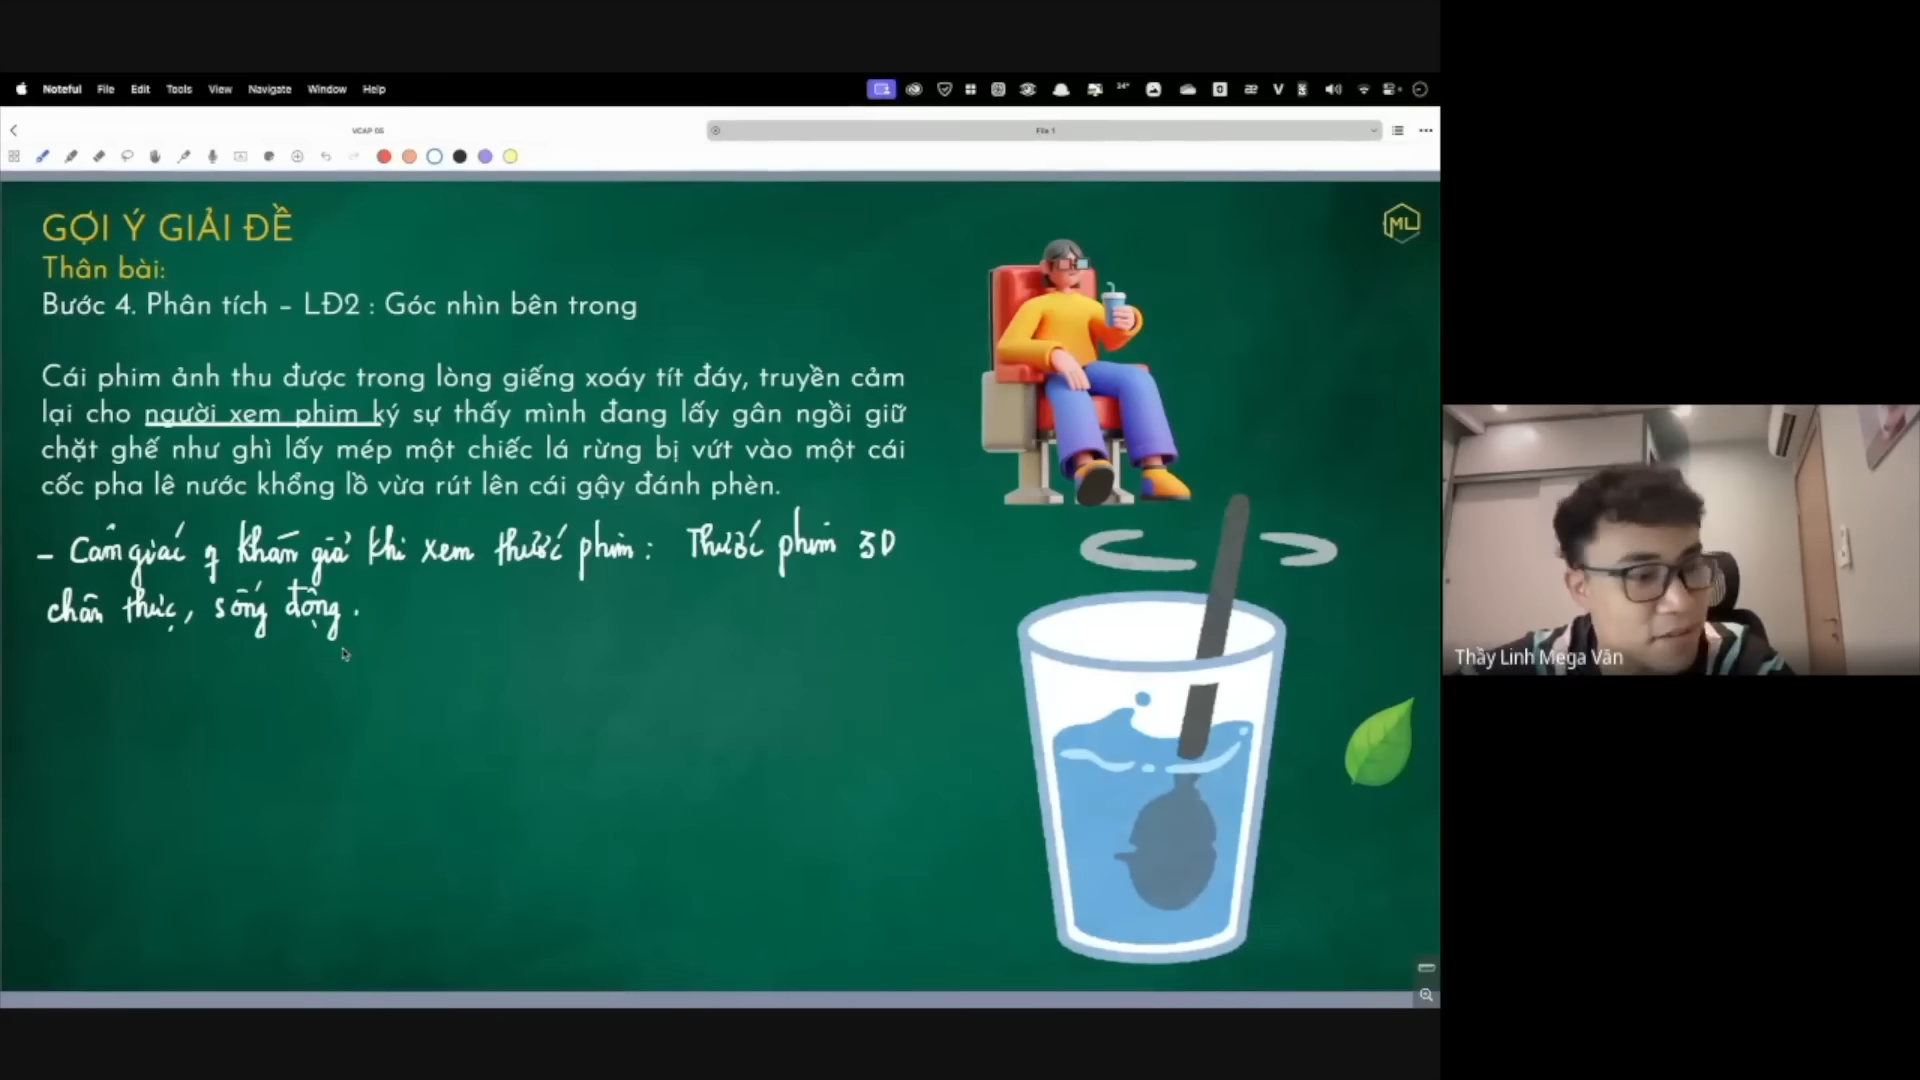 Noteful File Edit Tools View Navigate Window Help
24°
V
VCAP 05
File 1
GỢI Ý GIẢI ĐỀ
ML
Thân bài:
Bước 4. Phân tích – LĐ2 : Góc nhìn bên trong
Cái phim ảnh thu được trong lòng giếng xoáy tít đáy, truyền cảm
lại cho người xem phim ký sự thấy mình đang lấy gân ngồi giữ
chặt ghế như ghì lấy mép một chiếc lá rừng bị vứt vào một cái
cốc pha lê nước khổng lồ vừa rút lên cái gậy đánh phèn.
– Cảm giác q khán giả khi xem thước phim : Thước phim 3D
chân thực, sống động .
Thầy Linh Mega Văn